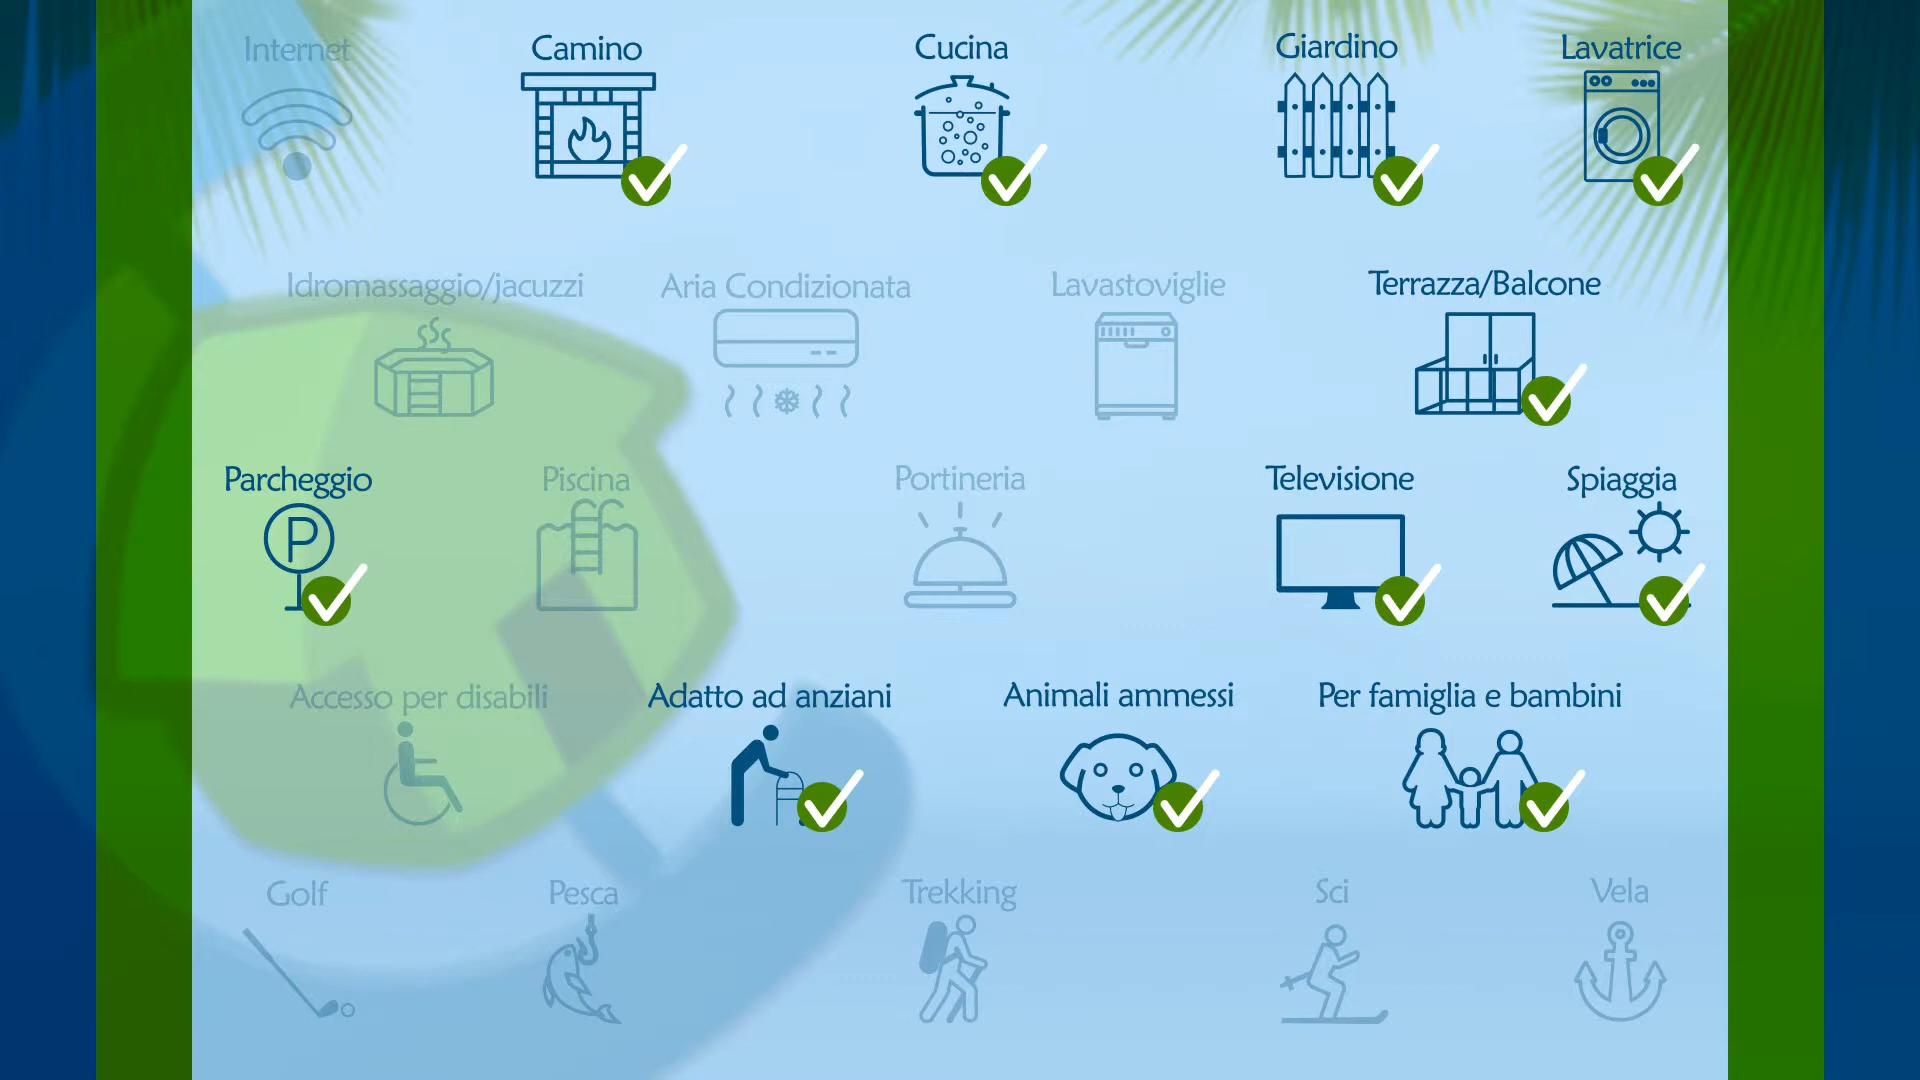 Internet
Camino
Cucina
Giardino
Lavatrice
Idromassaggio/jacuzzi
Aria Condizionata
Lavastoviglie
Terrazza/Balcone
Parcheggio
P
Piscina
Portineria
Televisione
Spiaggia
Accesso per disabili
Adatto ad anziani
Animali ammessi
Per famiglia e bambini
Golf
Pesca
Trekking
Sci
Vela